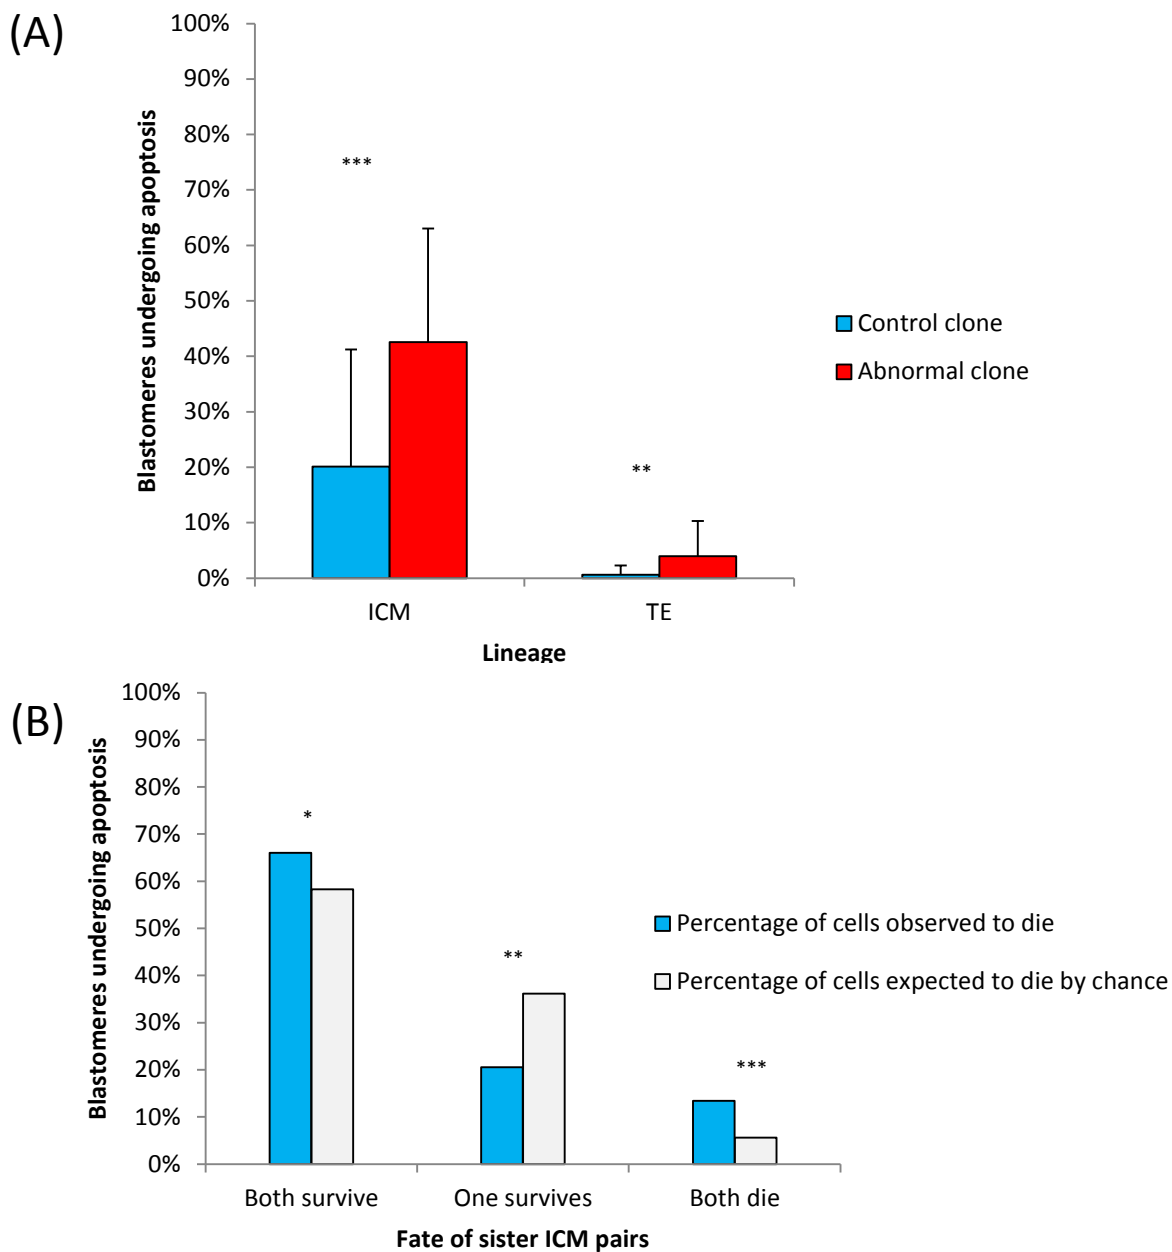 (A)
100%
90%
80%
70%
60%
50%
40%
30%
20%
10%
0%
Blastomeres undergoing apoptosis
***
**
ICM
TE
Lineage
Control clone
Abnormal clone
(B)
100%
90%
80%
70%
60%
50%
40%
30%
20%
10%
0%
Blastomeres undergoing apoptosis
*
**
***
Both survive
One survives
Both die
Fate of sister ICM pairs
Percentage of cells observed to die
Percentage of cells expected to die by chance